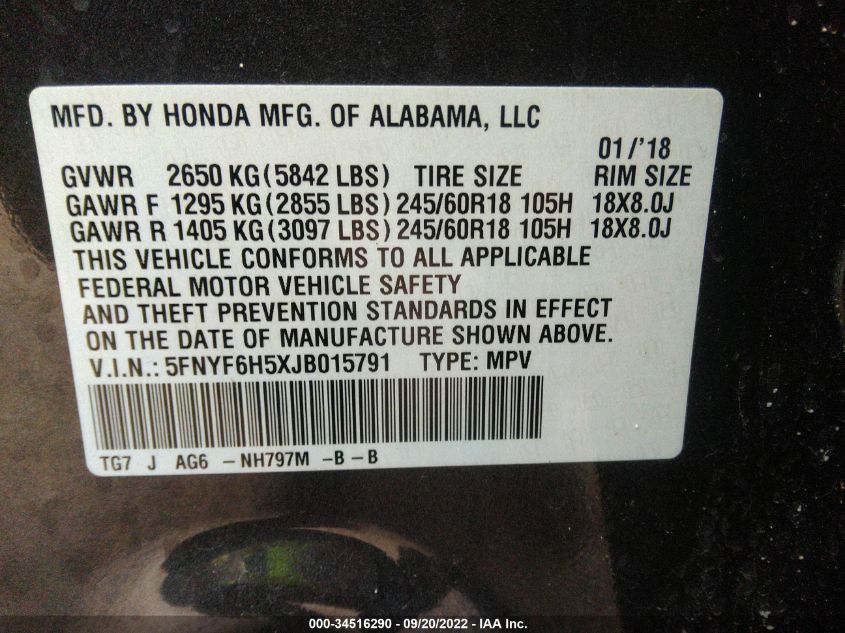 MFD. BY HONDA MFG. OF ALABAMA, LLC
01/'18
GVWR 2650 KG(5842 LBS) TIRE SIZE RIM SIZE
GAWR F 1295 KG(2855 LBS) 245/60R18 105H 18X8.0J
GAWR R 1405 KG(3097 LBS) 245/60R18 105H 18X8.0J
THIS VEHICLE CONFORMS TO ALL APPLICABLE
FEDERAL MOTOR VEHICLE SAFETY
AND THEFT PREVENTION STANDARDS IN EFFECT
ON THE DATE OF MANUFACTURE SHOWN ABOVE.
V.I.N.: 5FNYF6H5XJB015791 TYPE: MPV
TG7 J AG6 -NH797M -B-B
000-34516290 - 09/20/2022 - IAA Inc.